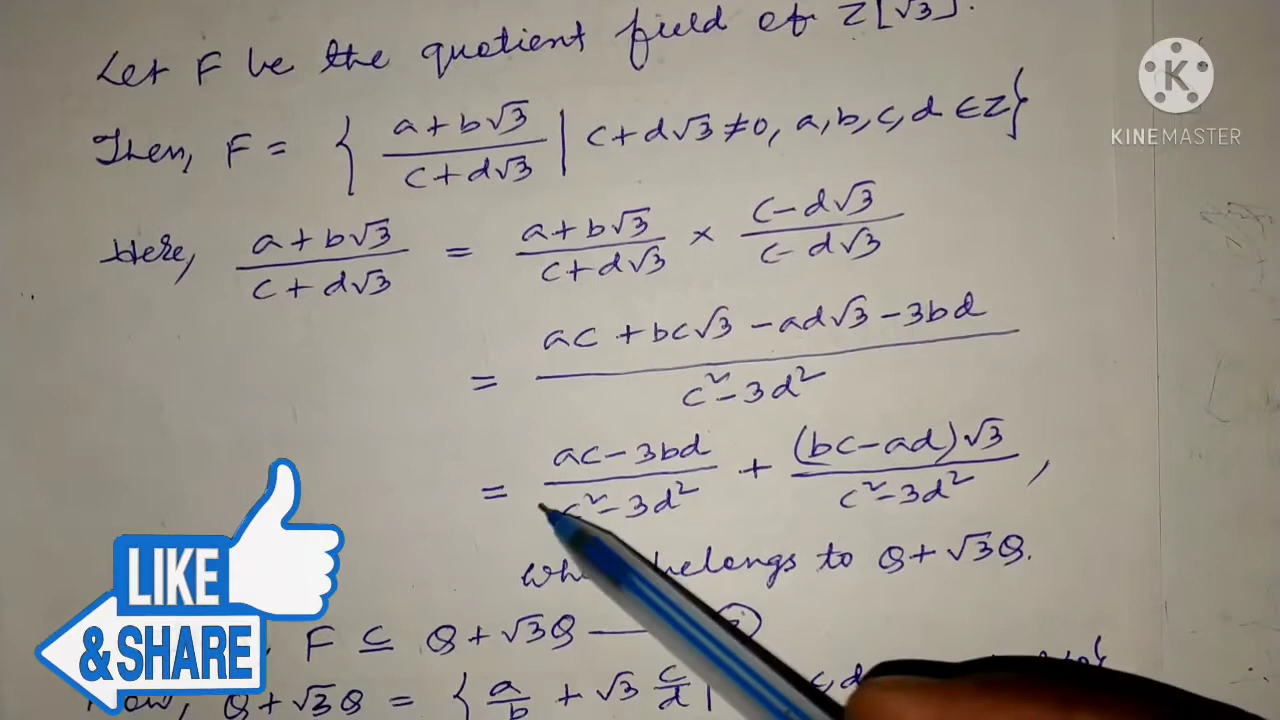 Let F be the quotient field of Z[√3].
Then, F = { (a+b√3)/(c+d√3) | c+d√3≠0, a,b,c,d ∈Z}
KINEMASTER
Here, (a+b√3)/(c+d√3) = (a+b√3)/(c+d√3) × (c-d√3)/(c-d√3)
= (ac+bc√3-ad√3-3bd)/(c²-3d²)
= (ac-3bd)/(c²-3d²) + (bc-ad)√3/(c²-3d²),
belongs to Q+√3Q.
F ⊆ Q+√3Q
Now, Q+√3Q = { a/b + √3 c/d | c,d
LIKE
&SHARE